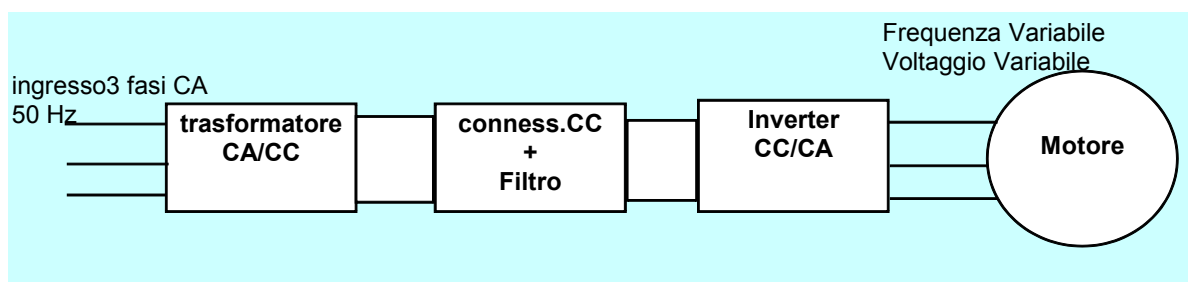 Frequenza Variabile
Voltaggio Variabile
ingresso3 fasi CA
50 Hz
trasformatore
CA/CC
conness.CC
+
Filtro
Inverter
CC/CA
Motore